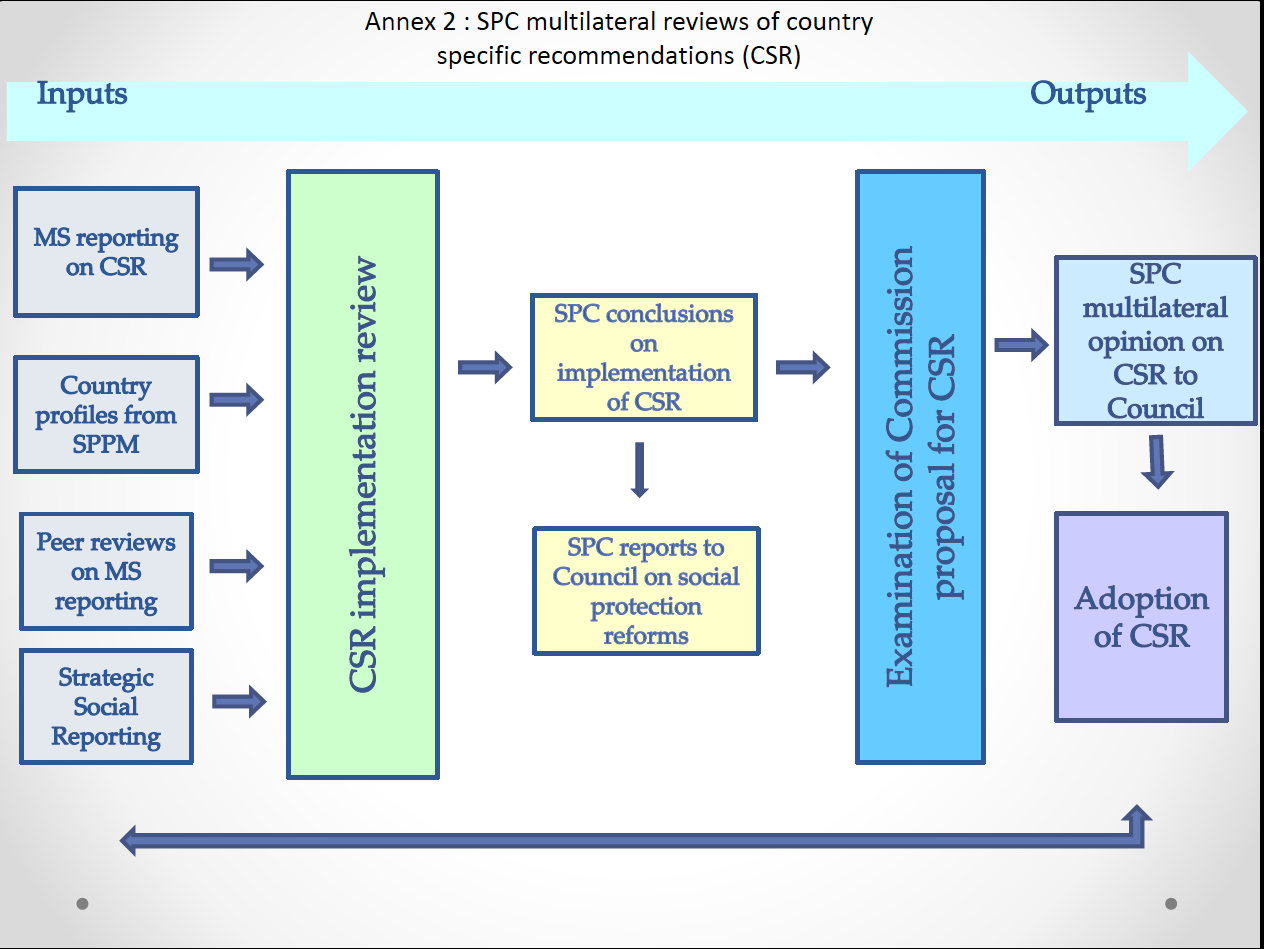 Annex 2 : SPC multilateral reviews of country
specific recommendations (CSR)
Inputs
Outputs
MS reporting
on CSR
Country
profiles from
SPPM
Peer reviews
on MS
reporting
Strategic
Social
Reporting
CSR implementation review
SPC conclusions
on
implementation
of CSR
SPC reports to
Council on social
protection
reforms
Examination of Commission
proposal for CSR
SPC
multilateral
opinion on
CSR to
Council
Adoption
of CSR